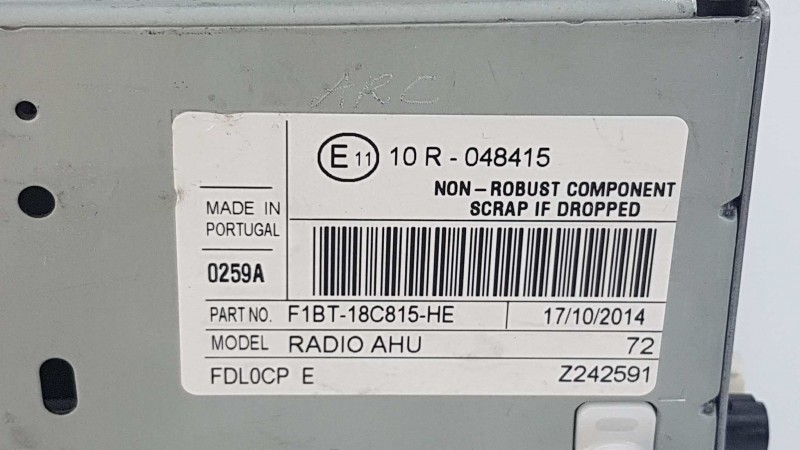 ARC
E 11 10 R - 048415
NON-ROBUST COMPONENT
SCRAP IF DROPPED
MADE IN
PORTUGAL
0259A
PART NO. F1BT-18C815-HE 17/10/2014
MODEL RADIO AHU 72
FDL0CP E Z242591